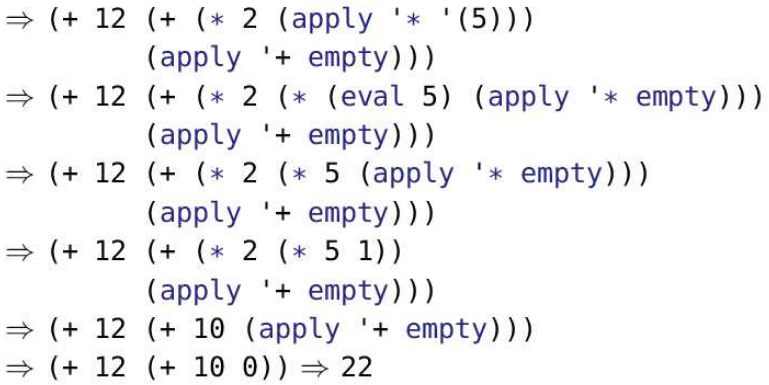 ⇒ (+ 12 (+ (* 2 (apply '* '(5)))
(apply '+ empty)))
⇒ (+ 12 (+ (* 2 (* (eval 5) (apply '* empty)))
(apply '+ empty)))
⇒ (+ 12 (+ (* 2 (* 5 (apply '* empty)))
(apply '+ empty)))
⇒ (+ 12 (+ (* 2 (* 5 1))
(apply '+ empty)))
⇒ (+ 12 (+ 10 (apply '+ empty)))
⇒ (+ 12 (+ 10 0)) ⇒ 22